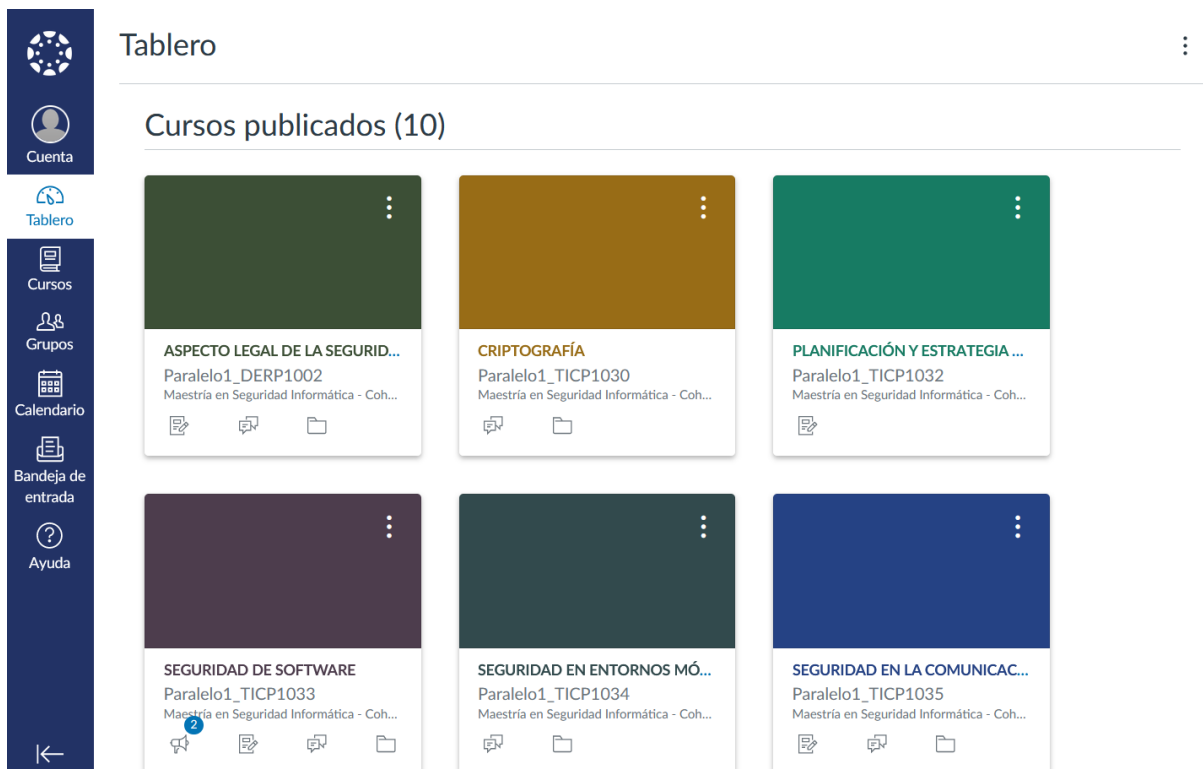 Tablero
Cuenta
Tablero
Cursos
Grupos
Calendario
Bandeja de
entrada
Ayuda
Cursos publicados (10)
ASPECTO LEGAL DE LA SEGURID...
Paralelo1_DERP1002
Maestría en Seguridad Informática - Coh...
CRIPTOGRAFÍA
Paralelo1_TICP1030
Maestría en Seguridad Informática - Coh...
PLANIFICACIÓN Y ESTRATEGIA ...
Paralelo1_TICP1032
Maestría en Seguridad Informática - Coh...
SEGURIDAD DE SOFTWARE
Paralelo1_TICP1033
Maestría en Seguridad Informática - Coh...
2
SEGURIDAD EN ENTORNOS MÓ...
Paralelo1_TICP1034
Maestría en Seguridad Informática - Coh...
SEGURIDAD EN LA COMUNICAC...
Paralelo1_TICP1035
Maestría en Seguridad Informática - Coh...